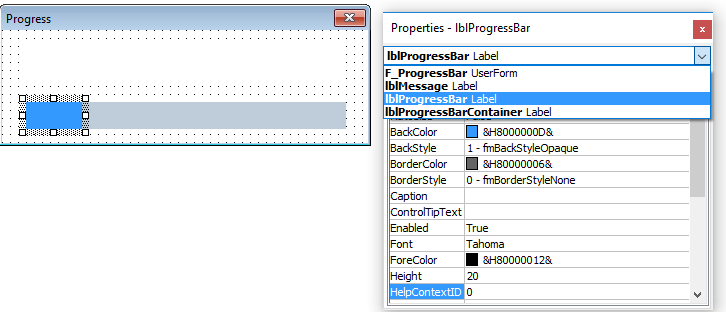 Progress
Properties - lblProgressBar
lblProgressBar Label
F_ProgressBar UserForm
lblMessage Label
lblProgressBar Label
lblProgressBarContainer Label
BackColor &H8000000D&
BackStyle 1 - fmBackStyleOpaque
BorderColor &H80000006&
BorderStyle 0 - fmBorderStyleNone
Caption
ControlTipText
Enabled True
Font Tahoma
ForeColor &H80000012&
Height 20
HelpContextID 0